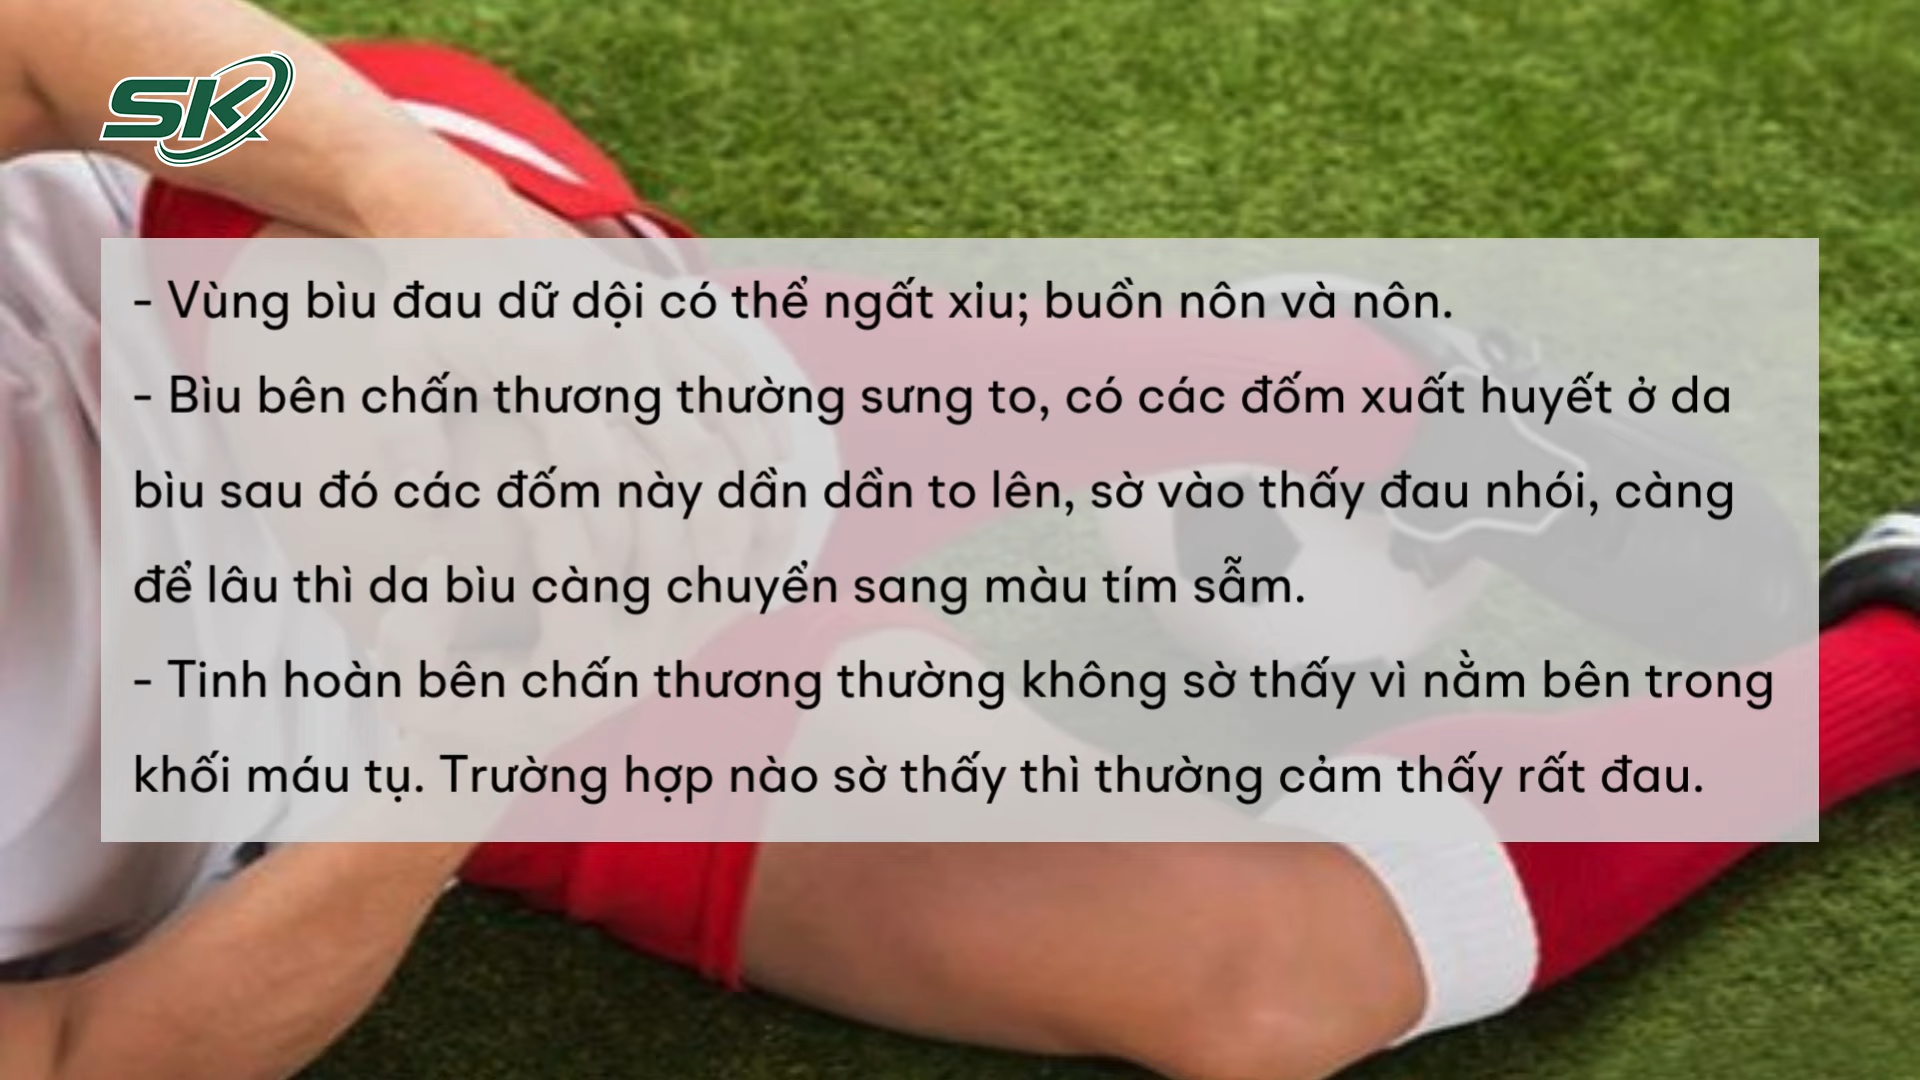 SK
- Vùng bìu đau dữ dội có thể ngất xiu; buồn nôn và nôn.
- Bìu bên chấn thương thường sưng to, có các đốm xuất huyết ở da
bìu sau đó các đốm này dần dần to lên, sờ vào thấy đau nhói, càng
để lâu thì da bìu càng chuyển sang màu tím sẫm.
- Tinh hoàn bên chấn thương thường không sờ thấy vì nằm bên trong
khối máu tụ. Trường hợp nào sờ thấy thì thường cảm thấy rất đau.